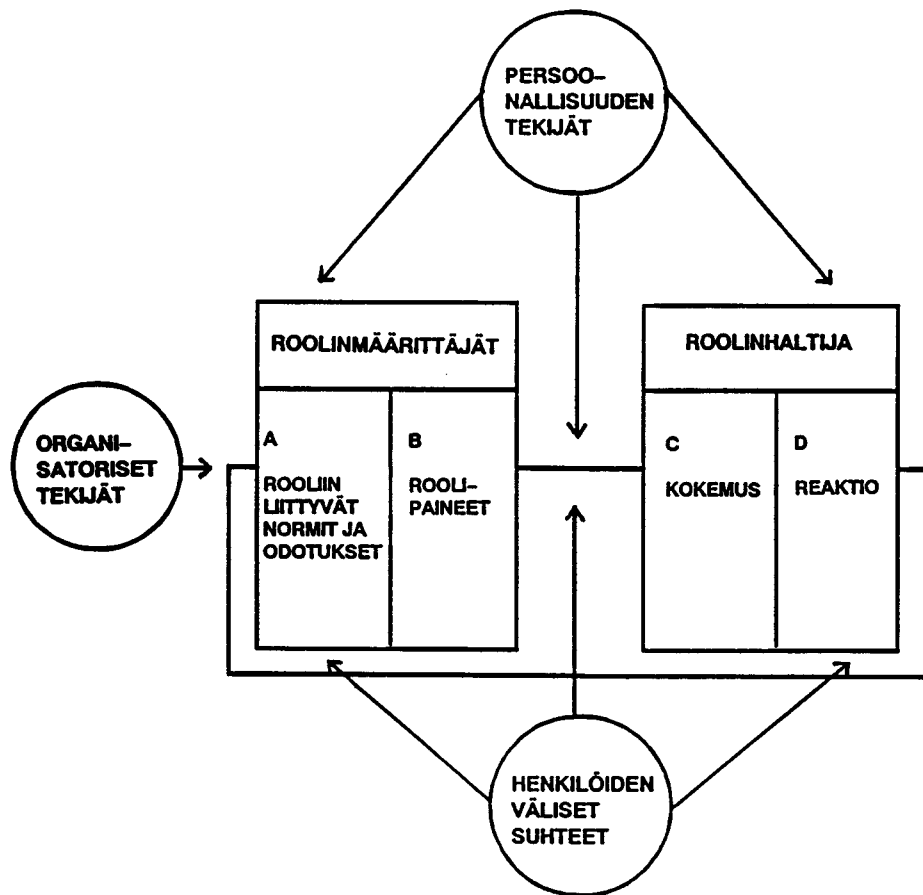 PERSOO–
NALLISUUDEN
TEKIJÄT
ROOLINMÄÄRITTÄJÄT
ROOLINHALTIJA
ORGANI–
SATORISET
TEKIJÄT
A
ROOLIIN
LIITTYVÄT
NORMIT JA
ODOTUKSET
B
ROOLI–
PAINEET
C
KOKEMUS
D
REAKTIO
HENKILÖIDEN
VÄLISET
SUHTEET